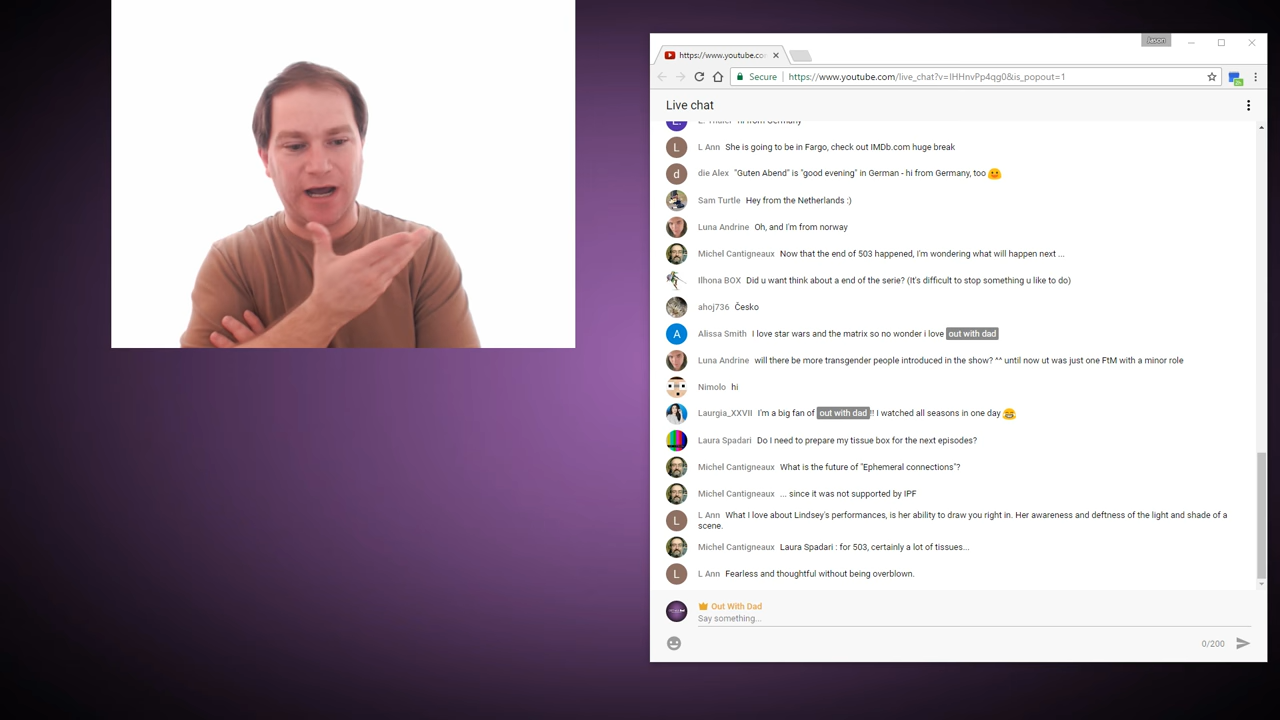 Jason
https://www.youtube.co
Secure https://www.youtube.com/live_chat?v=IHHnvPp4qg0&is_popout=1
Live chat
hi from Germany
L L Ann She is going to be in Fargo, check out IMDb.com huge break
d die Alex "Guten Abend" is "good evening" in German - hi from Germany, too
Sam Turtle Hey from the Netherlands :)
Luna Andrine Oh, and I'm from norway
Michel Cantigneaux Now that the end of 503 happened, I'm wondering what will happen next ...
Ilhona BOX Did u want think about a end of the serie? (It's difficult to stop something u like to do)
ahoj736 Česko
A Alissa Smith I love star wars and the matrix so no wonder i love out with dad
Luna Andrine will there be more transgender people introduced in the show? ^^ until now ut was just one FtM with a minor role
Nimolo hi
Laurgia_XXVII I'm a big fan of out with dad!! I watched all seasons in one day
Laura Spadari Do I need to prepare my tissue box for the next episodes?
Michel Cantigneaux What is the future of "Ephemeral connections"?
Michel Cantigneaux ... since it was not supported by IPF
L L Ann What I love about Lindsey's performances, is her ability to draw you right in. Her awareness and deftness of the light and shade of a
scene.
Michel Cantigneaux Laura Spadari : for 503, certainly a lot of tissues...
L L Ann Fearless and thoughtful without being overblown.
Out With Dad
Say something...
0/200